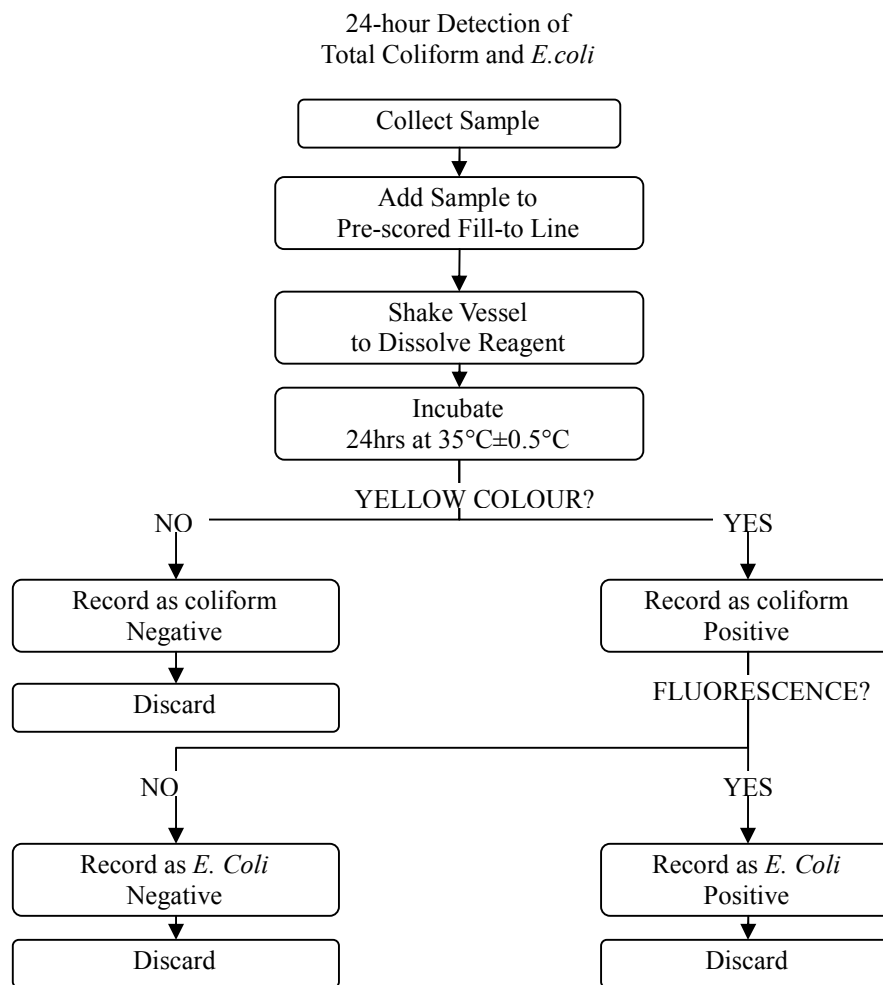 24-hour Detection of
Total Coliform and E.coli
Collect Sample
Add Sample to
Pre-scored Fill-to Line
Shake Vessel
to Dissolve Reagent
Incubate
24hrs at 35°C±0.5°C
YELLOW COLOUR?
NO
YES
Record as coliform
Negative
Record as coliform
Positive
Discard
FLUORESCENCE?
NO
YES
Record as E. Coli
Negative
Record as E. Coli
Positive
Discard
Discard